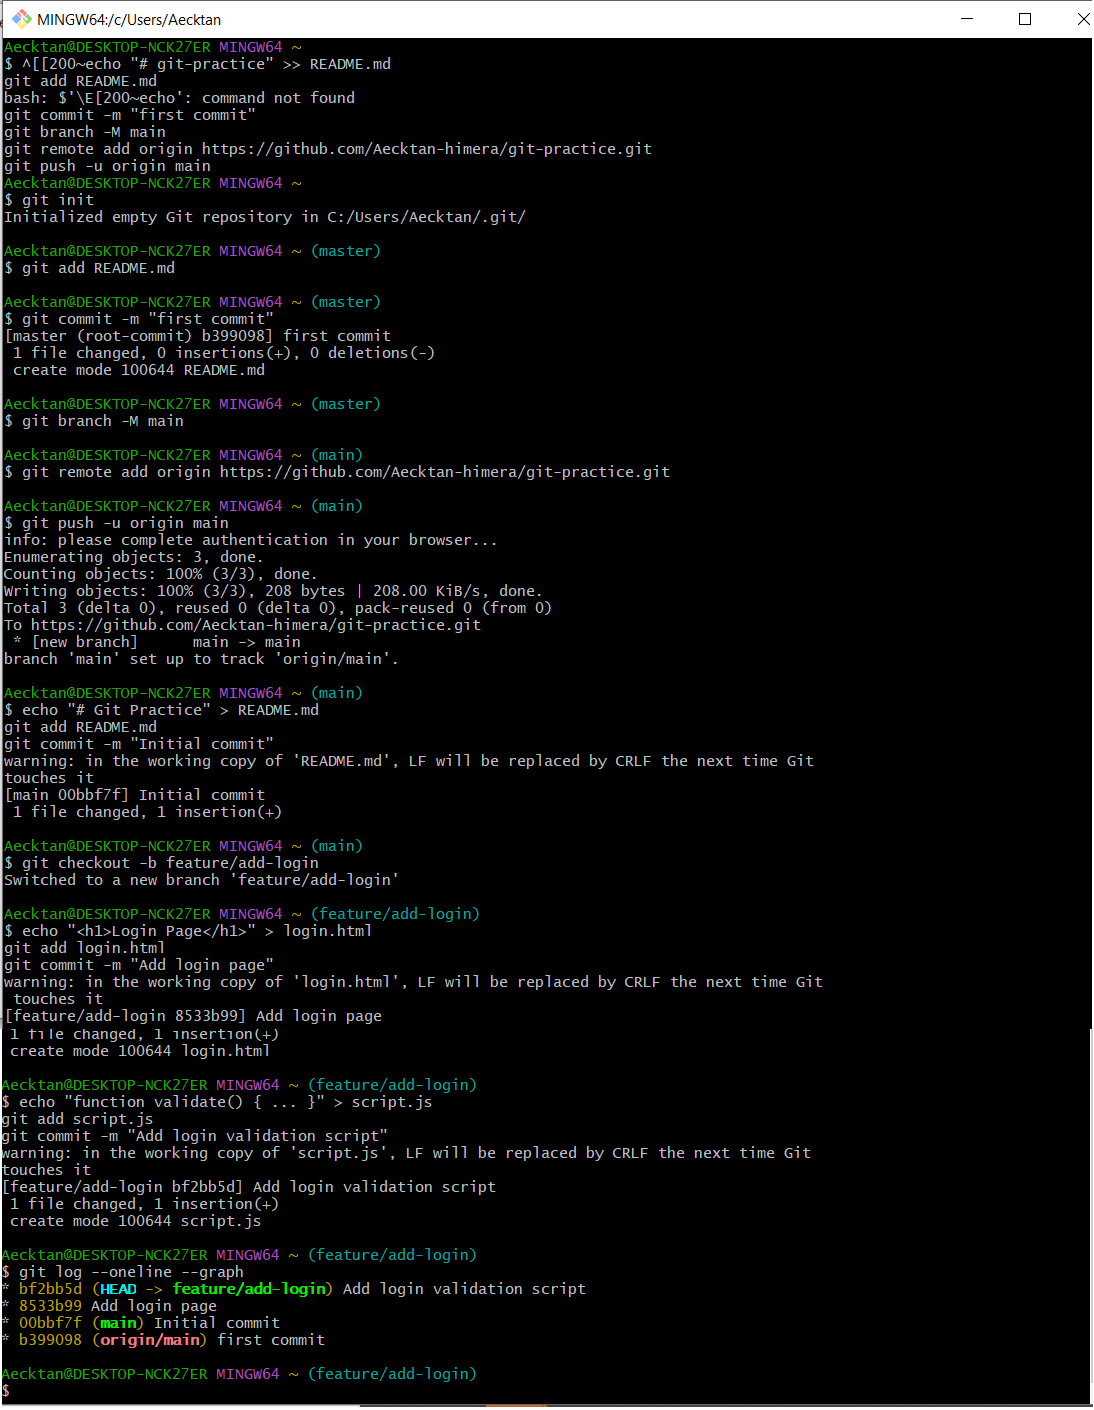 MINGW64:/c/Users/Aecktan
Aecktan@DESKTOP-NCK27ER MINGW64 ~
$ ^[[200~echo "# git-practice" >> README.md
git add README.md
bash: $'\E[200~echo': command not found
git commit -m "first commit"
git branch -M main
git remote add origin https://github.com/Aecktan-himera/git-practice.git
git push -u origin main
Aecktan@DESKTOP-NCK27ER MINGW64 ~
$ git init
Initialized empty Git repository in C:/Users/Aecktan/.git/
Aecktan@DESKTOP-NCK27ER MINGW64 ~ (master)
$ git add README.md
Aecktan@DESKTOP-NCK27ER MINGW64 ~ (master)
$ git commit -m "first commit"
[master (root-commit) b399098] first commit
 1 file changed, 0 insertions(+), 0 deletions(-)
 create mode 100644 README.md
Aecktan@DESKTOP-NCK27ER MINGW64 ~ (master)
$ git branch -M main
Aecktan@DESKTOP-NCK27ER MINGW64 ~ (main)
$ git remote add origin https://github.com/Aecktan-himera/git-practice.git
Aecktan@DESKTOP-NCK27ER MINGW64 ~ (main)
$ git push -u origin main
info: please complete authentication in your browser...
Enumerating objects: 3, done.
Counting objects: 100% (3/3), done.
Writing objects: 100% (3/3), 208 bytes | 208.00 KiB/s, done.
Total 3 (delta 0), reused 0 (delta 0), pack-reused 0 (from 0)
To https://github.com/Aecktan-himera/git-practice.git
 * [new branch]      main -> main
branch 'main' set up to track 'origin/main'.
Aecktan@DESKTOP-NCK27ER MINGW64 ~ (main)
$ echo "# Git Practice" > README.md
git add README.md
git commit -m "Initial commit"
warning: in the working copy of 'README.md', LF will be replaced by CRLF the next time Git
touches it
[main 00bbf7f] Initial commit
 1 file changed, 1 insertion(+)
Aecktan@DESKTOP-NCK27ER MINGW64 ~ (main)
$ git checkout -b feature/add-login
Switched to a new branch 'feature/add-login'
Aecktan@DESKTOP-NCK27ER MINGW64 ~ (feature/add-login)
$ echo "<h1>Login Page</h1>" > login.html
git add login.html
git commit -m "Add login page"
warning: in the working copy of 'login.html', LF will be replaced by CRLF the next time Git
 touches it
[feature/add-login 8533b99] Add login page
 1 file changed, 1 insertion(+)
 create mode 100644 login.html
Aecktan@DESKTOP-NCK27ER MINGW64 ~ (feature/add-login)
$ echo "function validate() { ... }" > script.js
git add script.js
git commit -m "Add login validation script"
warning: in the working copy of 'script.js', LF will be replaced by CRLF the next time Git
touches it
[feature/add-login bf2bb5d] Add login validation script
 1 file changed, 1 insertion(+)
 create mode 100644 script.js
Aecktan@DESKTOP-NCK27ER MINGW64 ~ (feature/add-login)
$ git log --oneline --graph
* bf2bb5d (HEAD -> feature/add-login) Add login validation script
* 8533b99 Add login page
* 00bbf7f (main) Initial commit
* b399098 (origin/main) first commit
Aecktan@DESKTOP-NCK27ER MINGW64 ~ (feature/add-login)
$